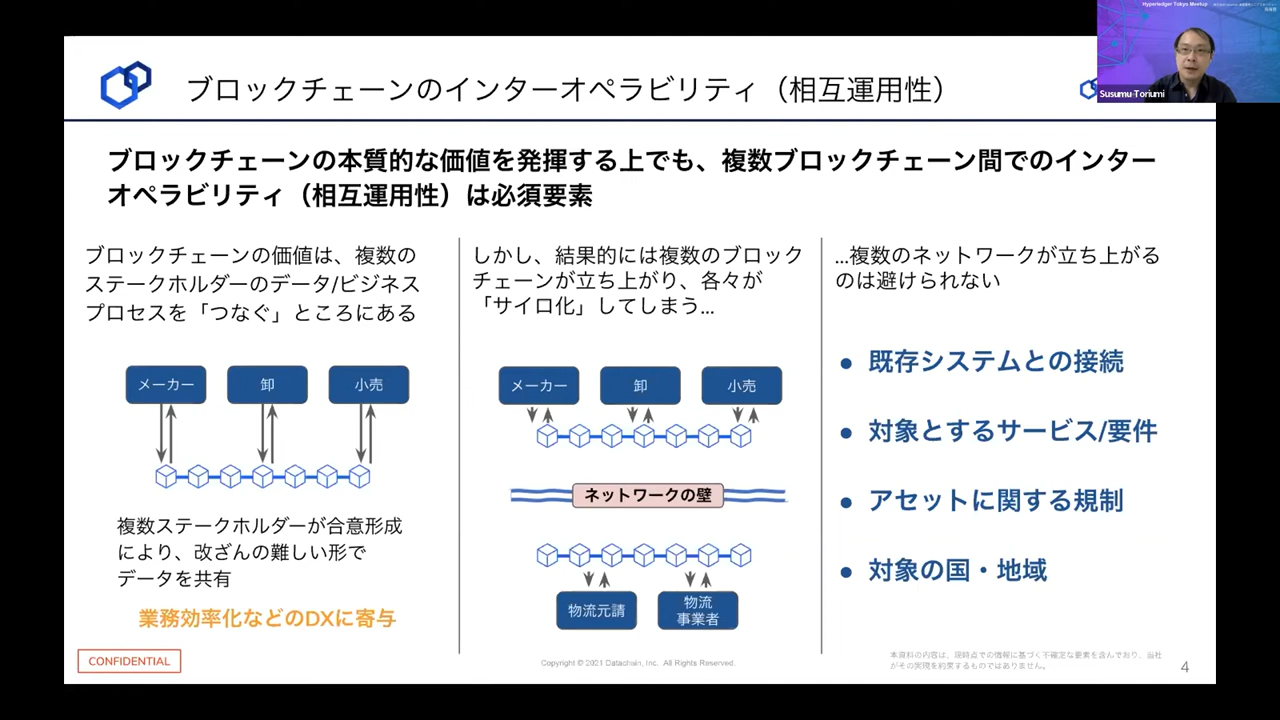 Hyperledger Tokyo Meetup
Susumu Toriumi
ブロックチェーンのインターオペラビリティ（相互運用性）
ブロックチェーンの本質的な価値を発揮する上でも、複数ブロックチェーン間でのインター
オペラビリティ（相互運用性）は必須要素
ブロックチェーンの価値は、複数の
ステークホルダーのデータ/ビジネス
プロセスを「つなぐ」ところにある
メーカー
卸
小売
複数ステークホルダーが合意形成
により、改ざんの難しい形で
データを共有
業務効率化などのDXに寄与
しかし、結果的には複数のブロック
チェーンが立ち上がり、各々が
「サイロ化」してしまう...
メーカー
卸
小売
ネットワークの壁
物流元請
物流
事業者
...複数のネットワークが立ち上がる
のは避けられない
● 既存システムとの接続
● 対象とするサービス/要件
● アセットに関する規制
● 対象の国・地域
CONFIDENTIAL
Copyright © 2021 Datachain, Inc. All Rights Reserved.
本資料の内容は、現時点での情報に基づく不確定な要素を含んでおり、当社
がその実現を約束するものではありません。
4